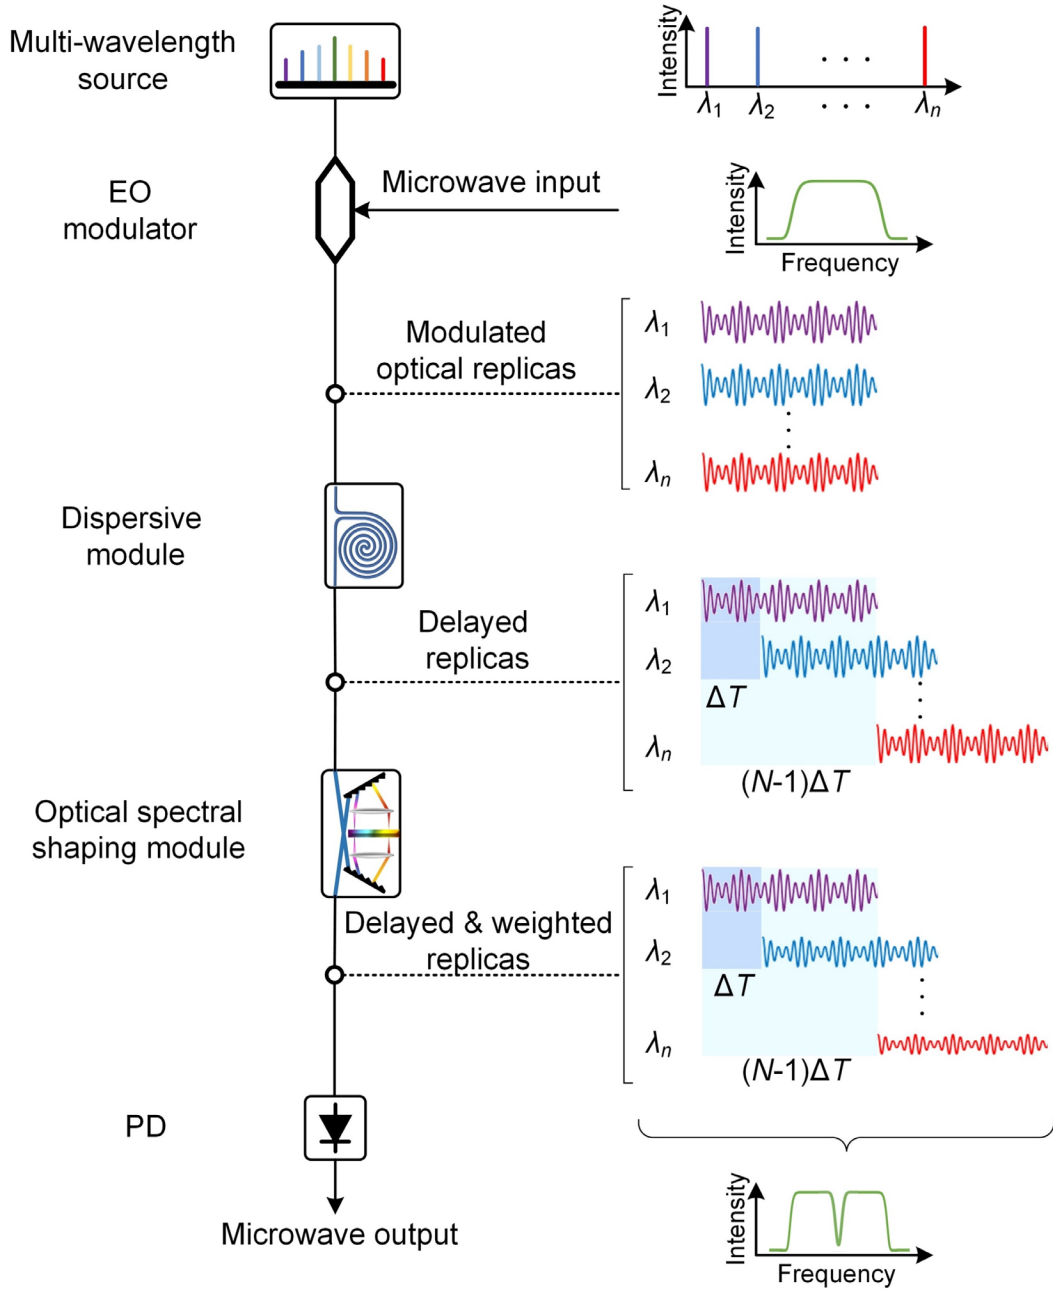 Multi-wavelength
source
Intensity
λ1 λ2 · · · λn
EO
modulator
Microwave input
Intensity
Frequency
Modulated
optical replicas
λ1
λ2
λn
Dispersive
module
Delayed
replicas
λ1
λ2
ΔT
λn
(N-1)ΔT
Optical spectral
shaping module
Delayed & weighted
replicas
λ1
λ2
ΔT
λn
(N-1)ΔT
PD
Microwave output
Intensity
Frequency